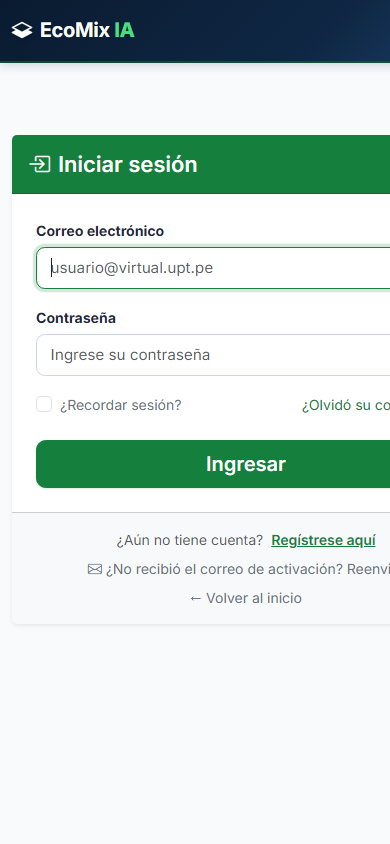 EcoMix IA
Iniciar sesión
Correo electrónico
usuario@virtual.upt.pe
Contraseña
Ingrese su contraseña
¿Recordar sesión? ¿Olvidó su co
Ingresar
¿Aún no tiene cuenta? Regístrese aquí
¿No recibió el correo de activación? Reenvi
← Volver al inicio